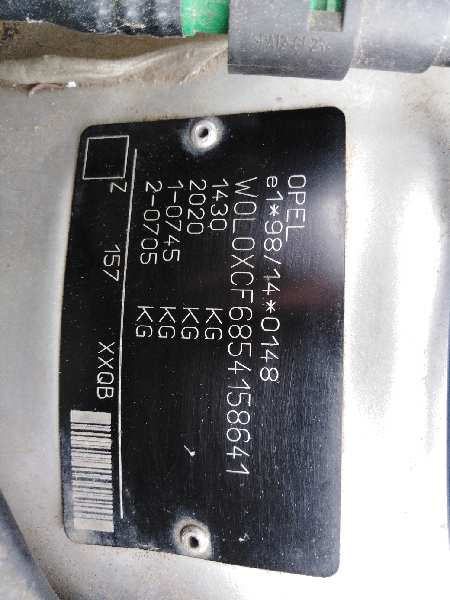 OPEL
e1*98/14*0148
W0L0XCF6854158641
1430 KG
2020 KG
1-0745 KG
2-0705 KG
Z 157 XXQB